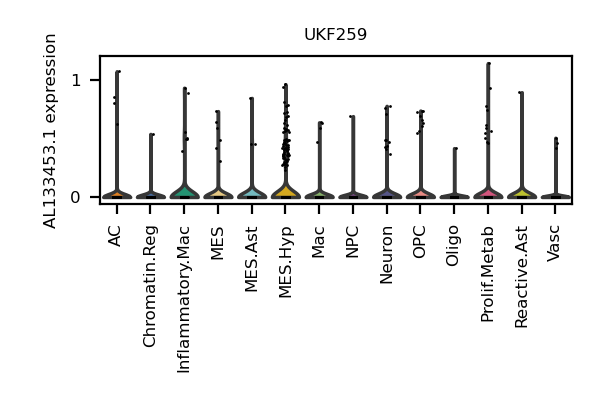 UKF259
AL133453.1 expression
1
0
AC
Chromatin.Reg
Inflammatory.Mac
MES
MES.Ast
MES.Hyp
Mac
NPC
Neuron
OPC
Oligo
Prolif.Metab
Reactive.Ast
Vasc